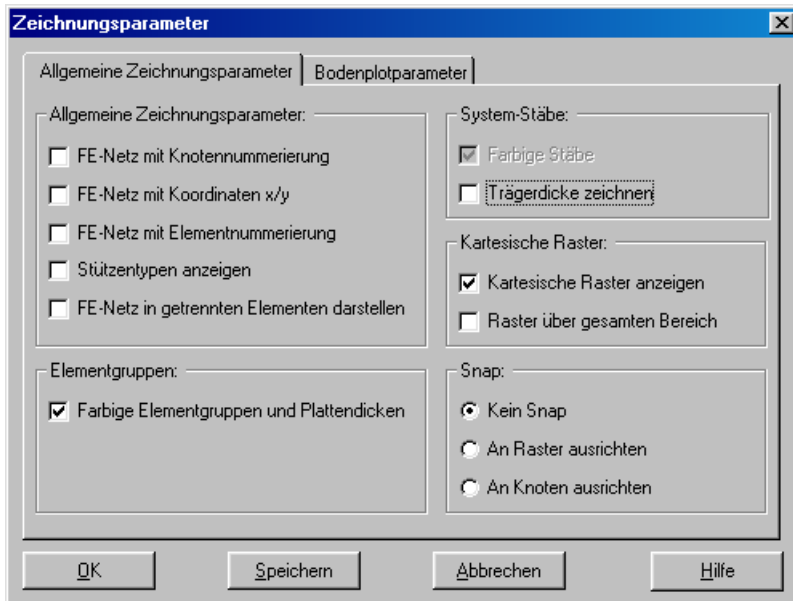 Zeichnungsparameter
Allgemeine Zeichnungsparameter
Bodenplotparameter
Allgemeine Zeichnungsparameter:
FE-Netz mit Knotennummerierung
FE-Netz mit Koordinaten x/y
FE-Netz mit Elementnummerierung
Stützentypen anzeigen
FE-Netz in getrennten Elementen darstellen
Elementgruppen:
Farbige Elementgruppen und Plattendicken
System-Stäbe:
Farbige Stäbe
Trägerdicke zeichnen
Kartesische Raster:
Kartesische Raster anzeigen
Raster über gesamten Bereich
Snap:
Kein Snap
An Raster ausrichten
An Knoten ausrichten
OK
Speichern
Abbrechen
Hilfe